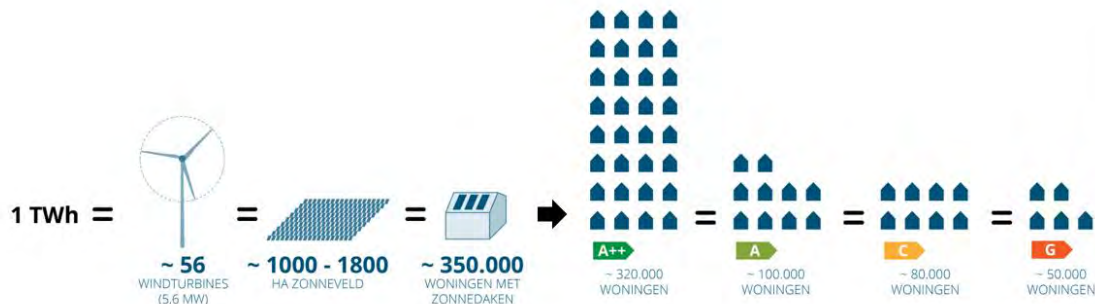 1 TWh = = = = = =
~ 56
WINDTURBINES
(5,6 MW)
~ 1000 - 1800
HA ZONNEVELD
~ 350.000
WONINGEN MET
ZONNEDAKEN
A++
~ 320.000
WONINGEN
A
~ 100.000
WONINGEN
C
~ 80.000
WONINGEN
G
~ 50.000
WONINGEN